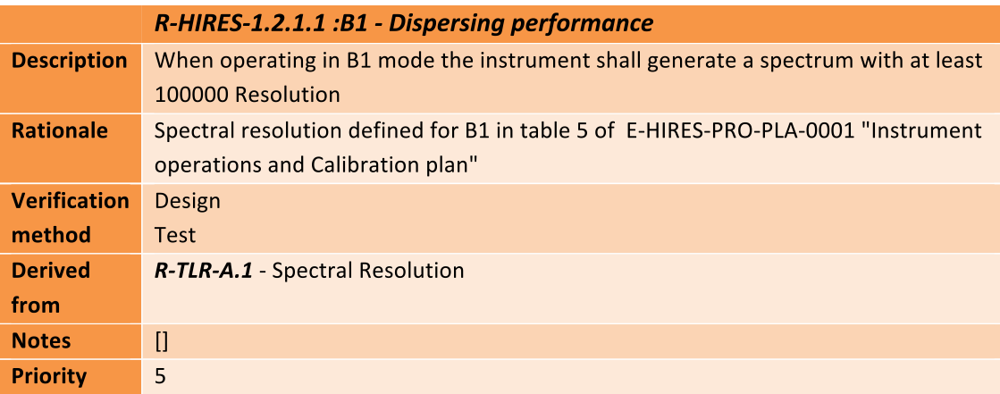 R-HIRES-1.2.1.1 :B1 - Dispersing performance
Description When operating in B1 mode the instrument shall generate a spectrum with at least
100000 Resolution
Rationale Spectral resolution defined for B1 in table 5 of  E-HIRES-PRO-PLA-0001 "Instrument
operations and Calibration plan"
Verification Design
method Test
Derived R-TLR-A.1 - Spectral Resolution
from
Notes []
Priority 5